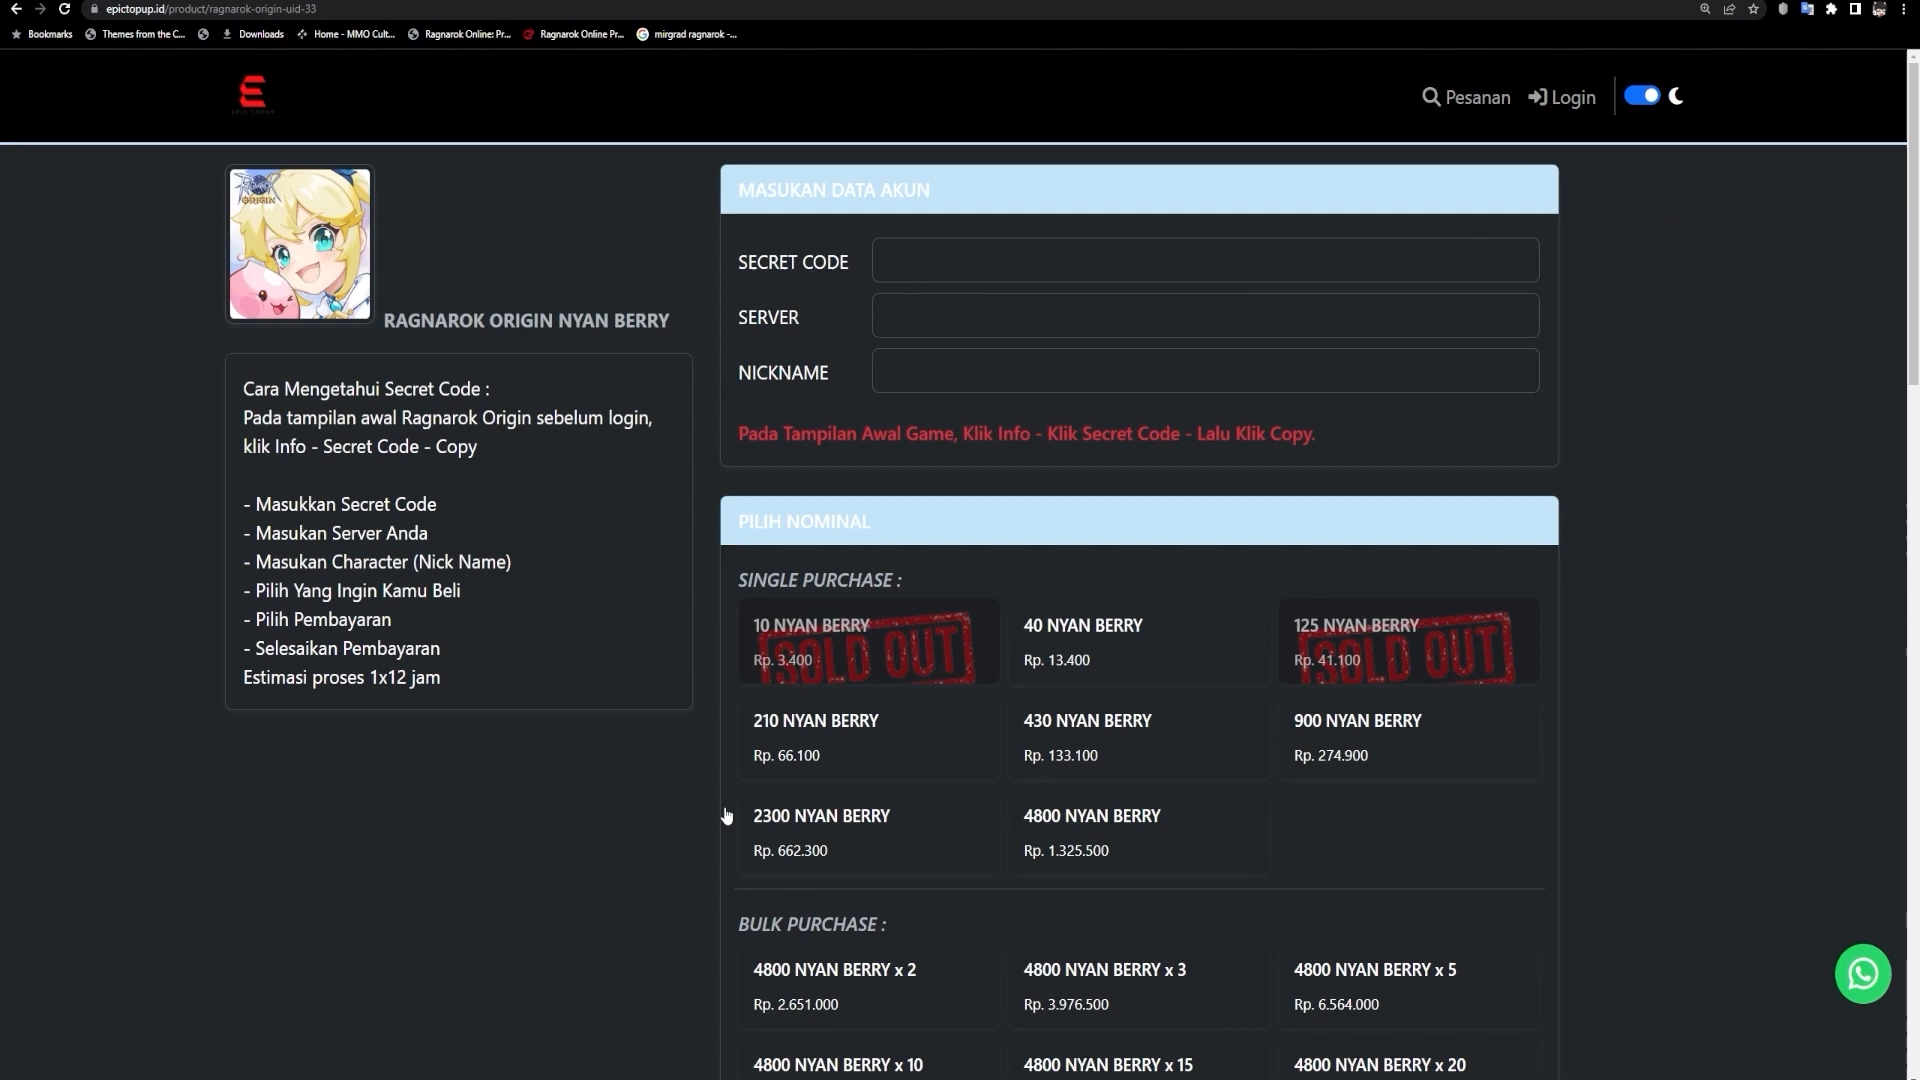 epictopup.id/product/ragnarok-origin-uid-33
Bookmarks
Themes from the C...
Downloads
Home - MMO Cult...
Ragnarok Online: Pr...
Ragnarok Online Pr...
mirgrad ragnarok -...
Pesanan
Login
RAGNAROK ORIGIN NYAN BERRY
Cara Mengetahui Secret Code :
Pada tampilan awal Ragnarok Origin sebelum login,
klik Info - Secret Code - Copy
- Masukkan Secret Code
- Masukan Server Anda
- Masukan Character (Nick Name)
- Pilih Yang Ingin Kamu Beli
- Pilih Pembayaran
- Selesaikan Pembayaran
Estimasi proses 1x12 jam
MASUKAN DATA AKUN
SECRET CODE
SERVER
NICKNAME
Pada Tampilan Awal Game, Klik Info - Klik Secret Code - Lalu Klik Copy.
PILIH NOMINAL
SINGLE PURCHASE :
10 NYAN BERRY
Rp. 3.400
SOLD OUT
40 NYAN BERRY
Rp. 13.400
125 NYAN BERRY
Rp. 41.100
SOLD OUT
210 NYAN BERRY
Rp. 66.100
430 NYAN BERRY
Rp. 133.100
900 NYAN BERRY
Rp. 274.900
2300 NYAN BERRY
Rp. 662.300
4800 NYAN BERRY
Rp. 1.325.500
BULK PURCHASE :
4800 NYAN BERRY x 2
Rp. 2.651.000
4800 NYAN BERRY x 3
Rp. 3.976.500
4800 NYAN BERRY x 5
Rp. 6.564.000
4800 NYAN BERRY x 10
4800 NYAN BERRY x 15
4800 NYAN BERRY x 20